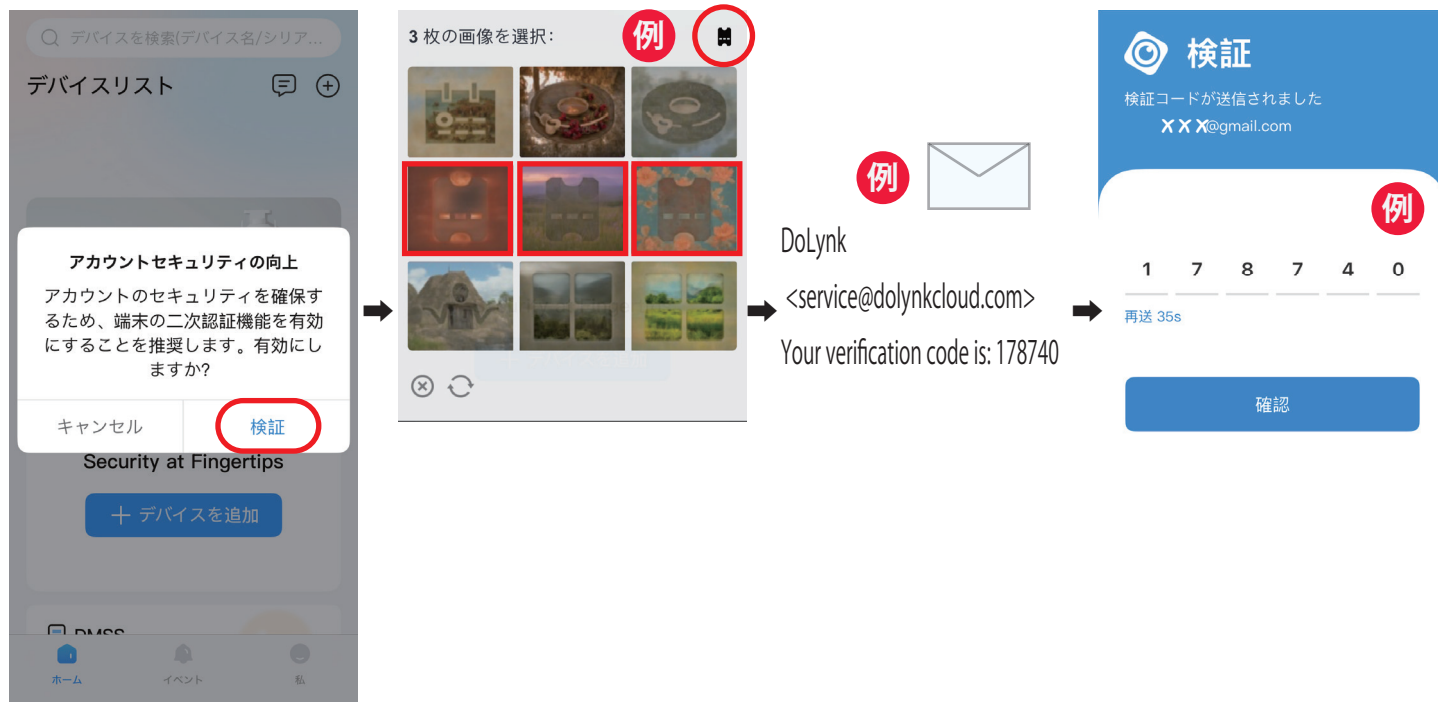 デバイスを検索(デバイス名/シリア...
デバイスリスト
アカウントセキュリティの向上
アカウントのセキュリティを確保す
るため、端末の二次認証機能を有効
にすることを推奨します。有効にし
ますか?
キャンセル
検証
Security at Fingertips
＋ デバイスを追加
DMSS
ホーム
イベント
私
3 枚の画像を選択:
例
例
DoLynk
<service@dolynkcloud.com>
Your verification code is: 178740
検証
検証コードが送信されました
XXX@gmail.com
例
1 7 8 7 4 0
再送 35s
確認